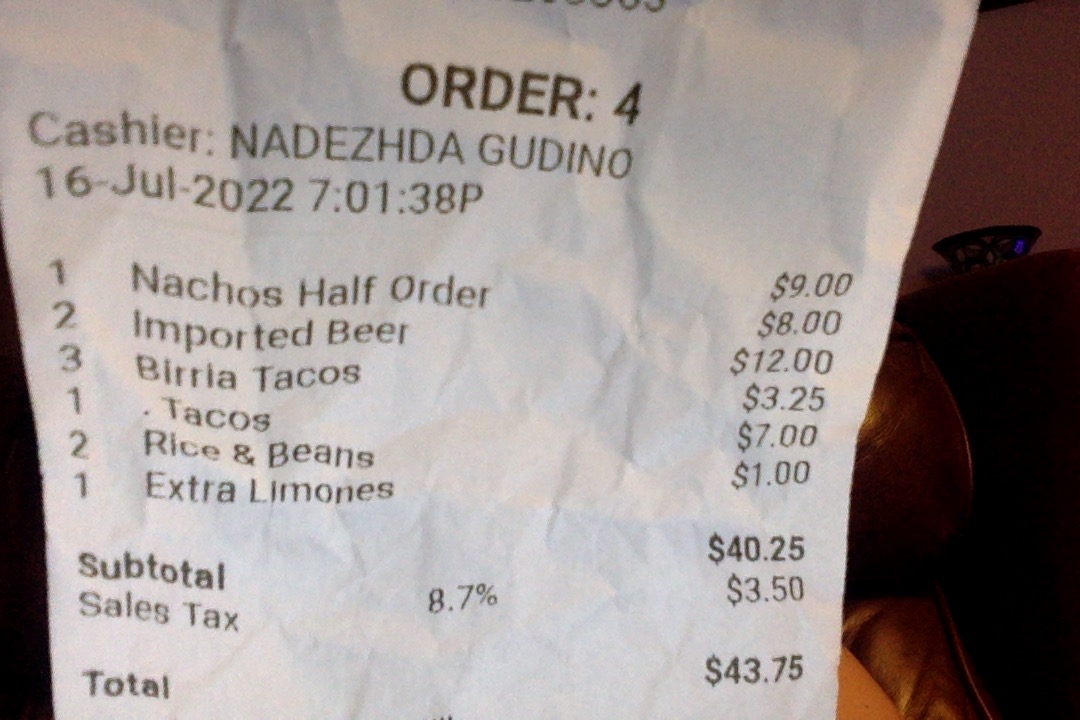 ORDER: 4
Cashier: NADEZHDA GUDINO
16-Jul-2022 7:01:38P
1 Nachos Half Order $9.00
2 Imported Beer $8.00
3 Birria Tacos $12.00
1 . Tacos $3.25
2 Rice & Beans $7.00
1 Extra Limones $1.00
Subtotal $40.25
Sales Tax 8.7% $3.50
Total $43.75